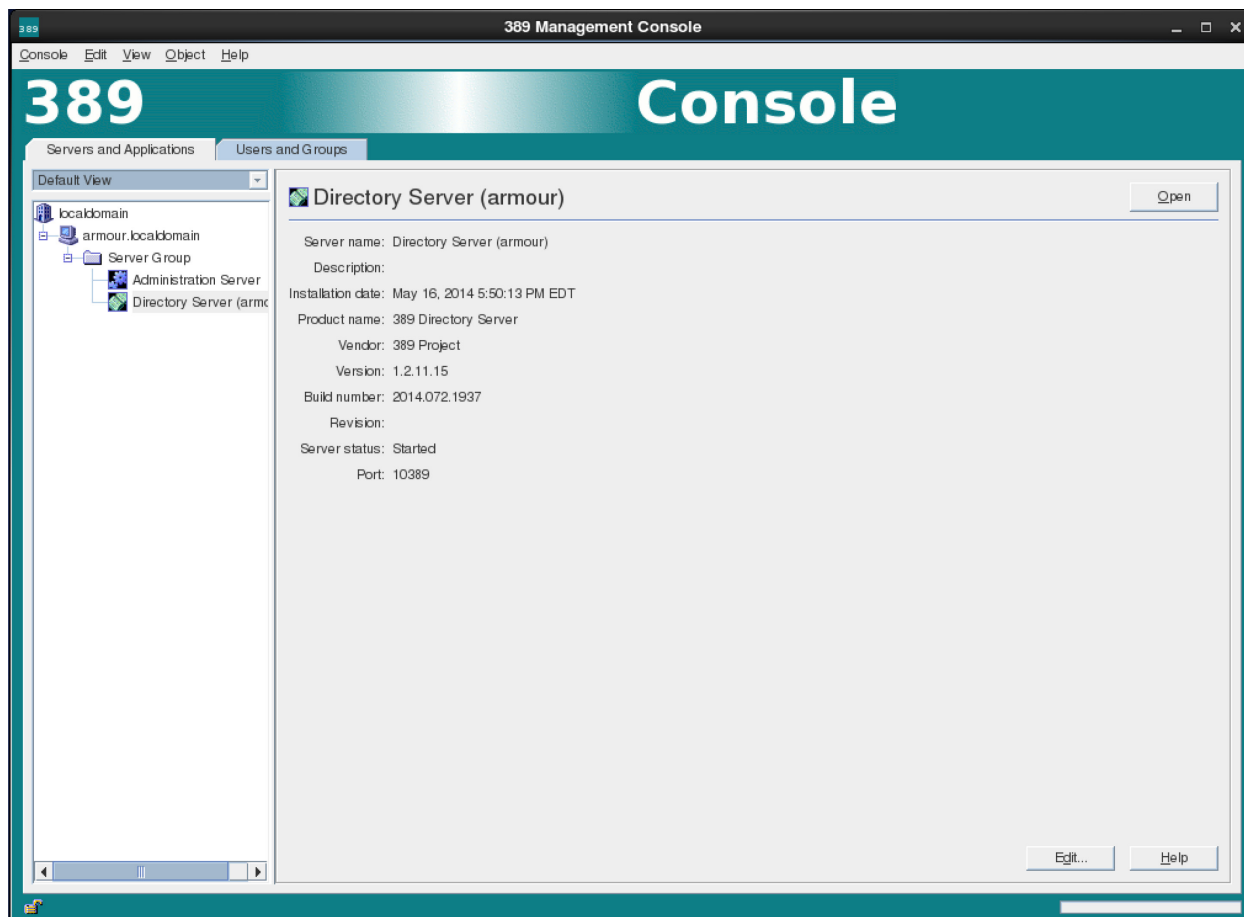 389
389 Management Console
Console Edit View Object Help
389 Console
Servers and Applications
Users and Groups
Default View
localdomain
armour.localdomain
Server Group
Administration Server
Directory Server (armo
Directory Server (armour)
Open
Server name: Directory Server (armour)
Description:
Installation date: May 16, 2014 5:50:13 PM EDT
Product name: 389 Directory Server
Vendor: 389 Project
Version: 1.2.11.15
Build number: 2014.072.1937
Revision:
Server status: Started
Port: 10389
Edit...
Help